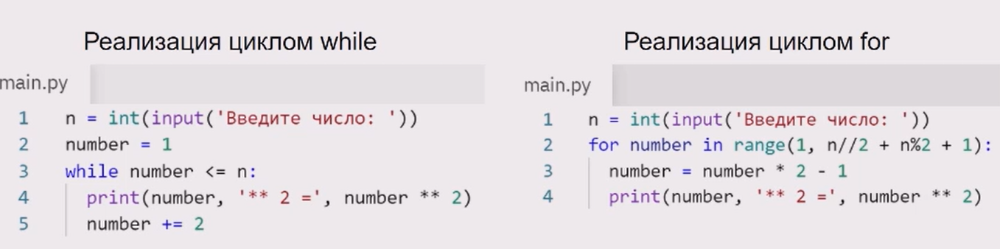 Реализация циклом while
main.py
1 n = int(input('Введите число: '))
2 number = 1
3 while number <= n:
4 print(number, '** 2 =', number ** 2)
5 number += 2
Реализация циклом for
main.py
1 n = int(input('Введите число: '))
2 for number in range(1, n//2 + n%2 + 1):
3 number = number * 2 - 1
4 print(number, '** 2 =', number ** 2)